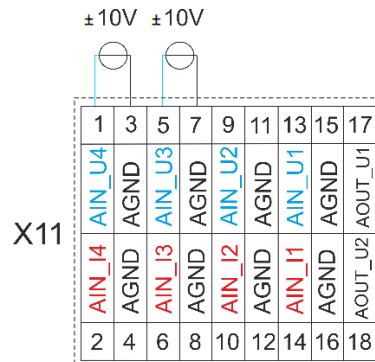 ±10V ±10V
1 3 5 7 9 11 13 15 17
AIN_U4 AGND AIN_U3 AGND AIN_U2 AGND AIN_U1 AGND AOUT_U1
X11
AIN_I4 AGND AIN_I3 AGND AIN_I2 AGND AIN_I1 AGND AOUT_U2
2 4 6 8 10 12 14 16 18